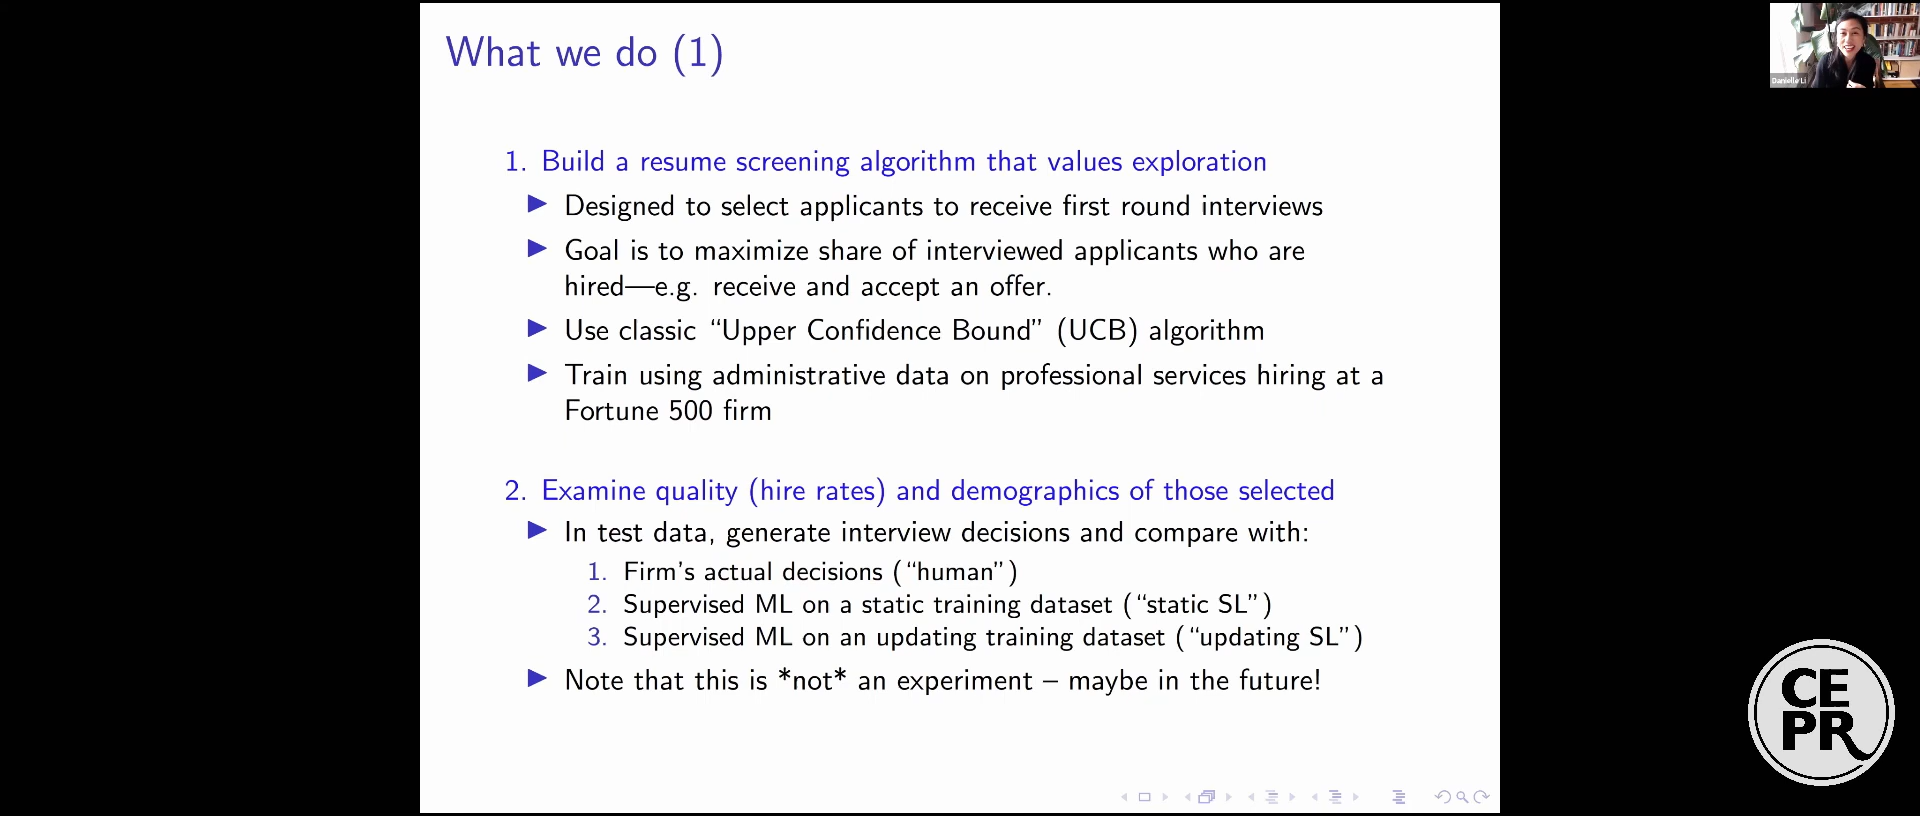 What we do (1)
Danielle Li
1. Build a resume screening algorithm that values exploration
▶ Designed to select applicants to receive first round interviews
▶ Goal is to maximize share of interviewed applicants who are
hired—e.g. receive and accept an offer.
▶ Use classic “Upper Confidence Bound” (UCB) algorithm
▶ Train using administrative data on professional services hiring at a
Fortune 500 firm
2. Examine quality (hire rates) and demographics of those selected
▶ In test data, generate interview decisions and compare with:
1. Firm's actual decisions (“human”)
2. Supervised ML on a static training dataset (“static SL”)
3. Supervised ML on an updating training dataset (“updating SL”)
▶ Note that this is *not* an experiment – maybe in the future!
CE
PR